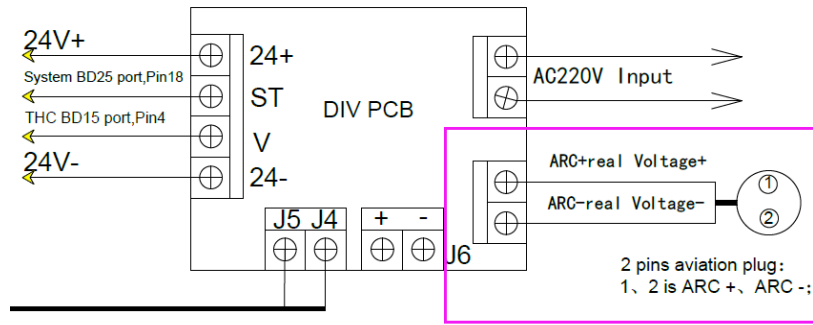 24V+
System BD25 port,Pin18
THC BD15 port,Pin4
24V-
24+
ST
V
24-
DIV PCB
AC220V Input
ARC+real Voltage+
ARC-real Voltage-
1
2
J5 J4
+ -
J6
2 pins aviation plug:
1、2 is ARC +、ARC -;